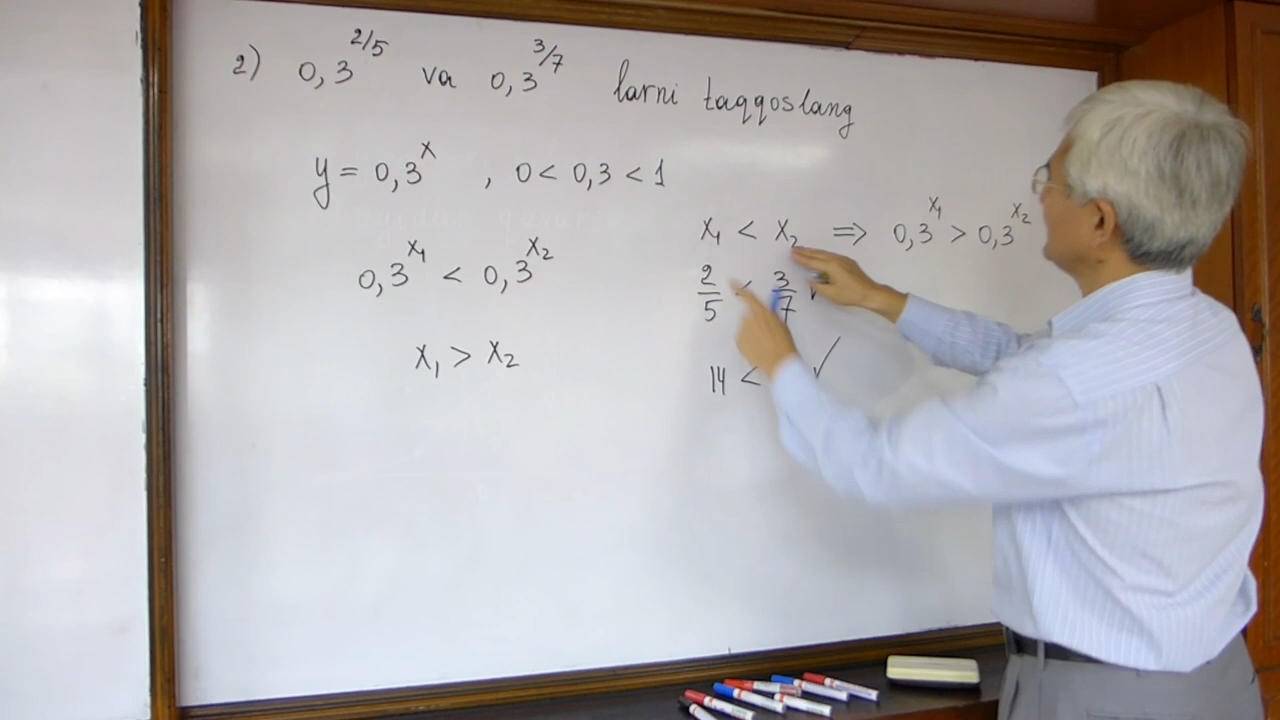 2) 0,3^{2/5} va 0,3^{3/7} larni taqqoslang
y = 0,3^x , 0 < 0,3 < 1
0,3^{x₁} < 0,3^{x₂}
x₁ > x₂
x₁ < x₂ ⇒ 0,3^{x₁} > 0,3^{x₂}
2/5 < 3/7 ✓
14 < ✓